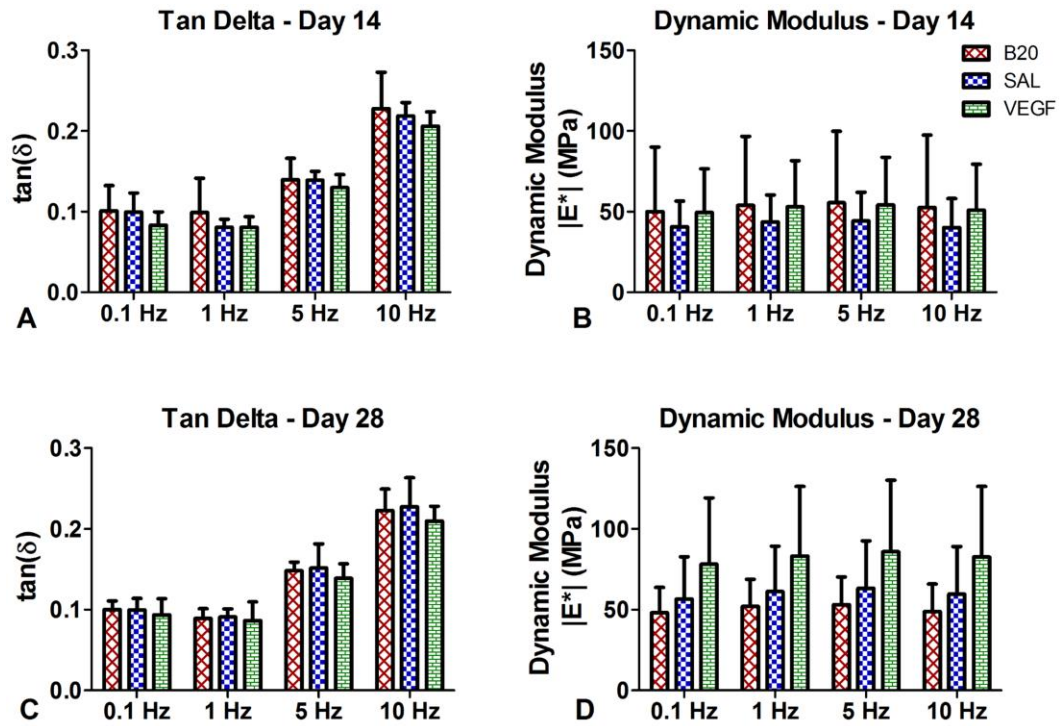 Tan Delta - Day 14
0.3
0.2
0.1
0.0
tan(δ)
0.1 Hz 1 Hz 5 Hz 10 Hz
A
Dynamic Modulus - Day 14
150
100
50
0
Dynamic Modulus
|E*| (MPa)
B20
SAL
VEGF
0.1 Hz 1 Hz 5 Hz 10 Hz
B
Tan Delta - Day 28
0.3
0.2
0.1
0.0
tan(δ)
0.1 Hz 1 Hz 5 Hz 10 Hz
C
Dynamic Modulus - Day 28
150
100
50
0
Dynamic Modulus
|E*| (MPa)
0.1 Hz 1 Hz 5 Hz 10 Hz
D